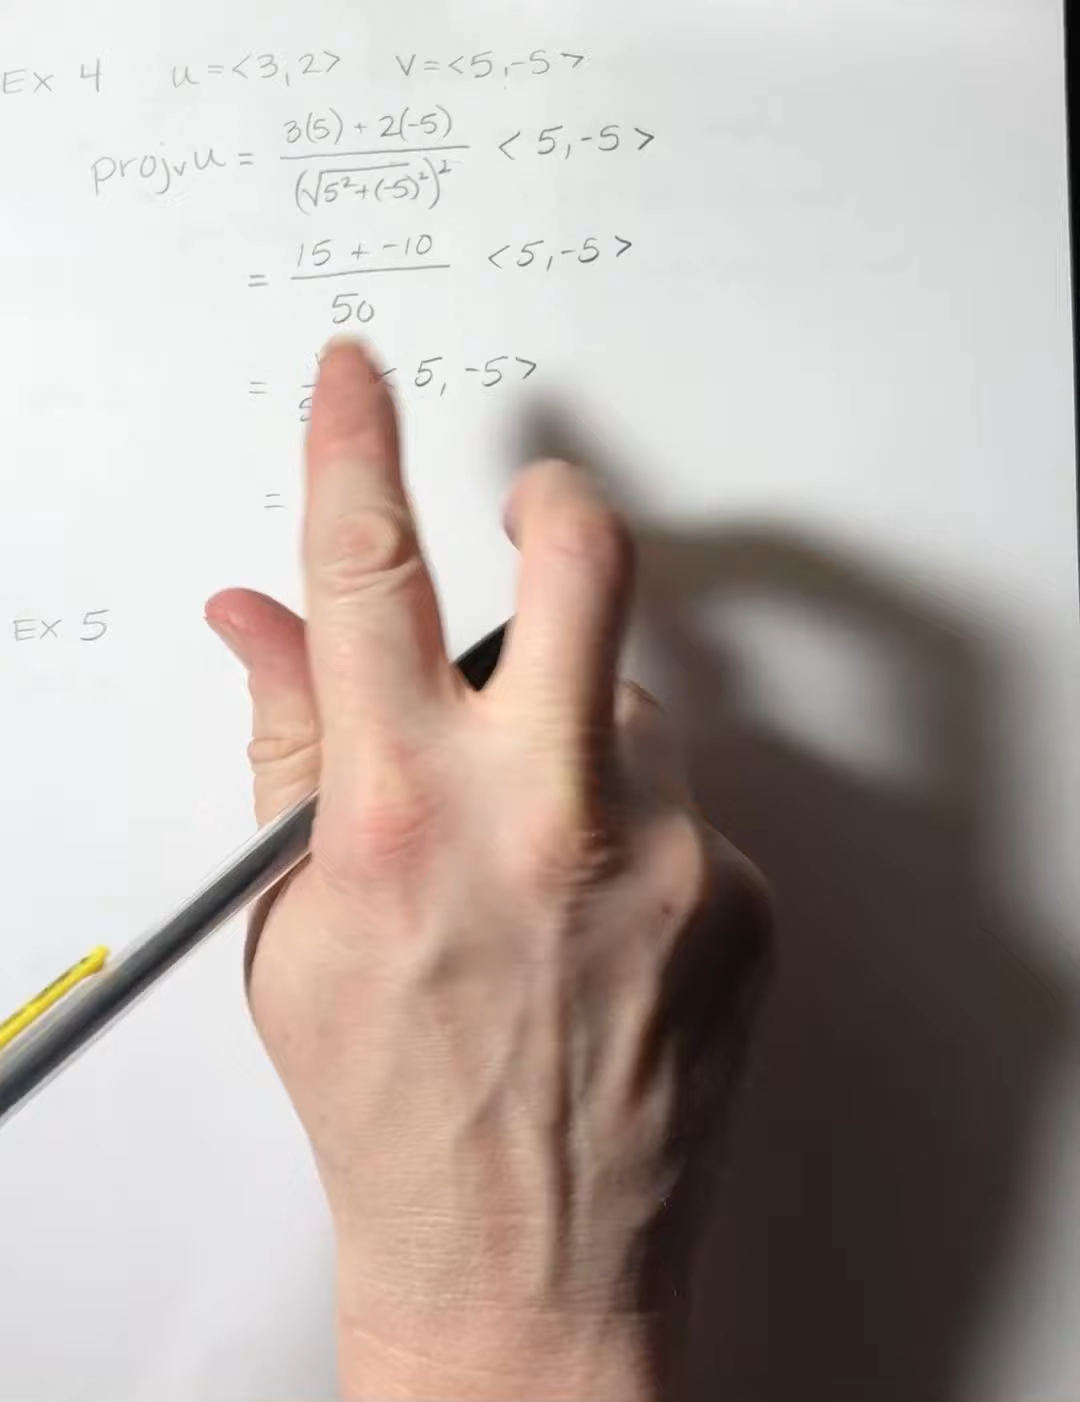 EX 4 u=<3,2> v=<5,-5>
projᵥu = 3(5) + 2(-5) / (√5²+(-5)²)² <5,-5>
= 15 + -10 / 50 <5,-5>
= 5, -5>
=
EX 5